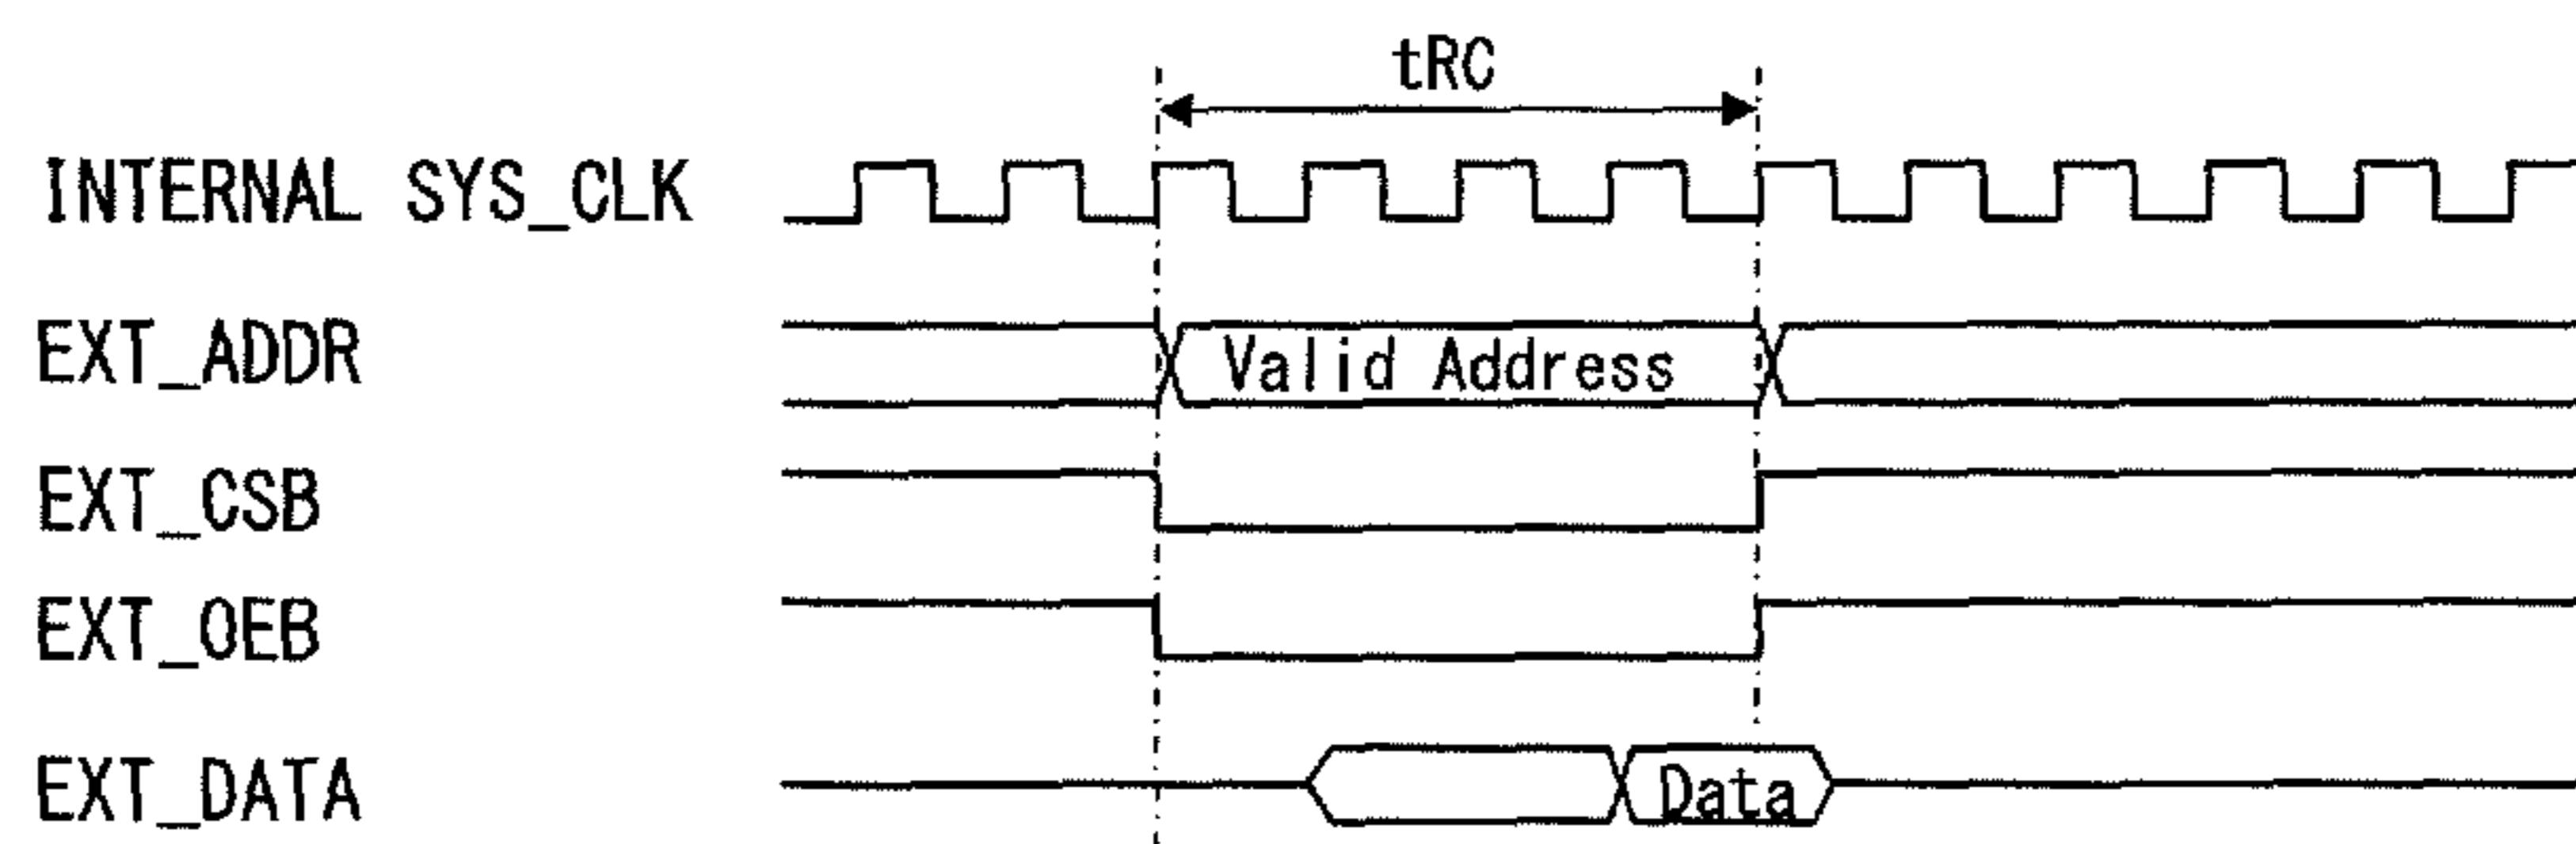 tRC
INTERNAL SYS_CLK
EXT_ADDR
Valid Address
EXT_CSB
EXT_OEB
EXT_DATA
Data